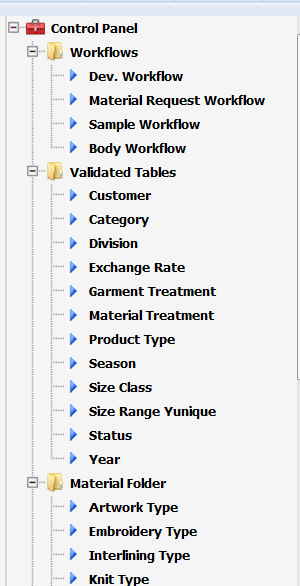 Control Panel
Workflows
Dev. Workflow
Material Request Workflow
Sample Workflow
Body Workflow
Validated Tables
Customer
Category
Division
Exchange Rate
Garment Treatment
Material Treatment
Product Type
Season
Size Class
Size Range Yunique
Status
Year
Material Folder
Artwork Type
Embroidery Type
Interlining Type
Knit Type